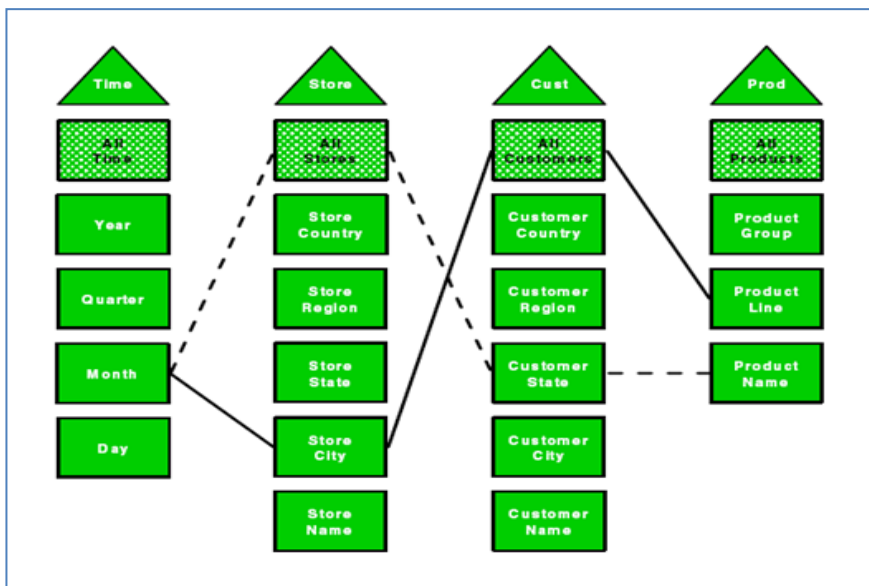 Time
Store
Cust
Prod
All
Time
All
Stores
All
Customers
All
Products
Year
Store
Country
Customer
Country
Product
Group
Quarter
Store
Region
Customer
Region
Product
Line
Month
Store
State
Customer
State
Product
Name
Day
Store
City
Customer
City
Store
Name
Customer
Name